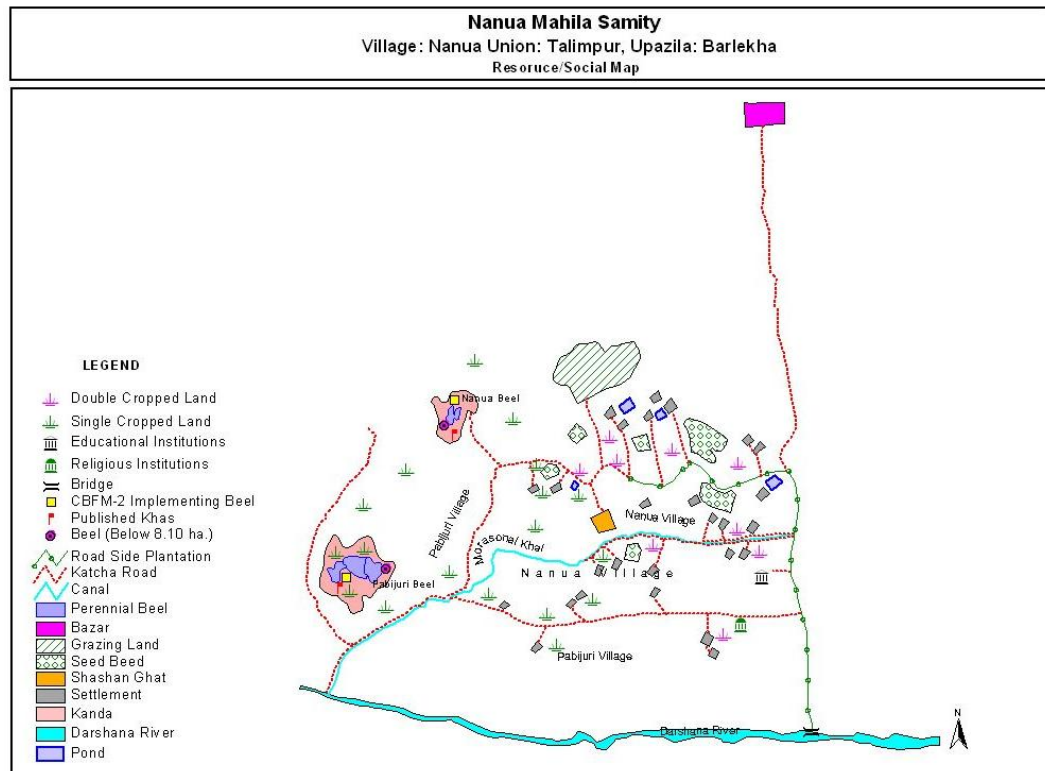 Nanua Mahila Samity
Village: Nanua Union: Talimpur, Upazila: Barlekha
Resoruce/Social Map
LEGEND
Double Cropped Land
Single Cropped Land
Educational Institutions
Religious Institutions
Bridge
CBFM-2 Implementing Beel
Published Khas
Beel (Below 8.10 ha.)
Road Side Plantation
Katcha Road
Canal
Perennial Beel
Bazar
Grazing Land
Seed Beed
Shashan Ghat
Settlement
Kanda
Darshana River
Pond
Nanua Beel
Pabijuri Village
Morasonai Khal
Nanua Village
Nanua Village
Pabijuri Beel
Pabijuri Village
Darshana River
N